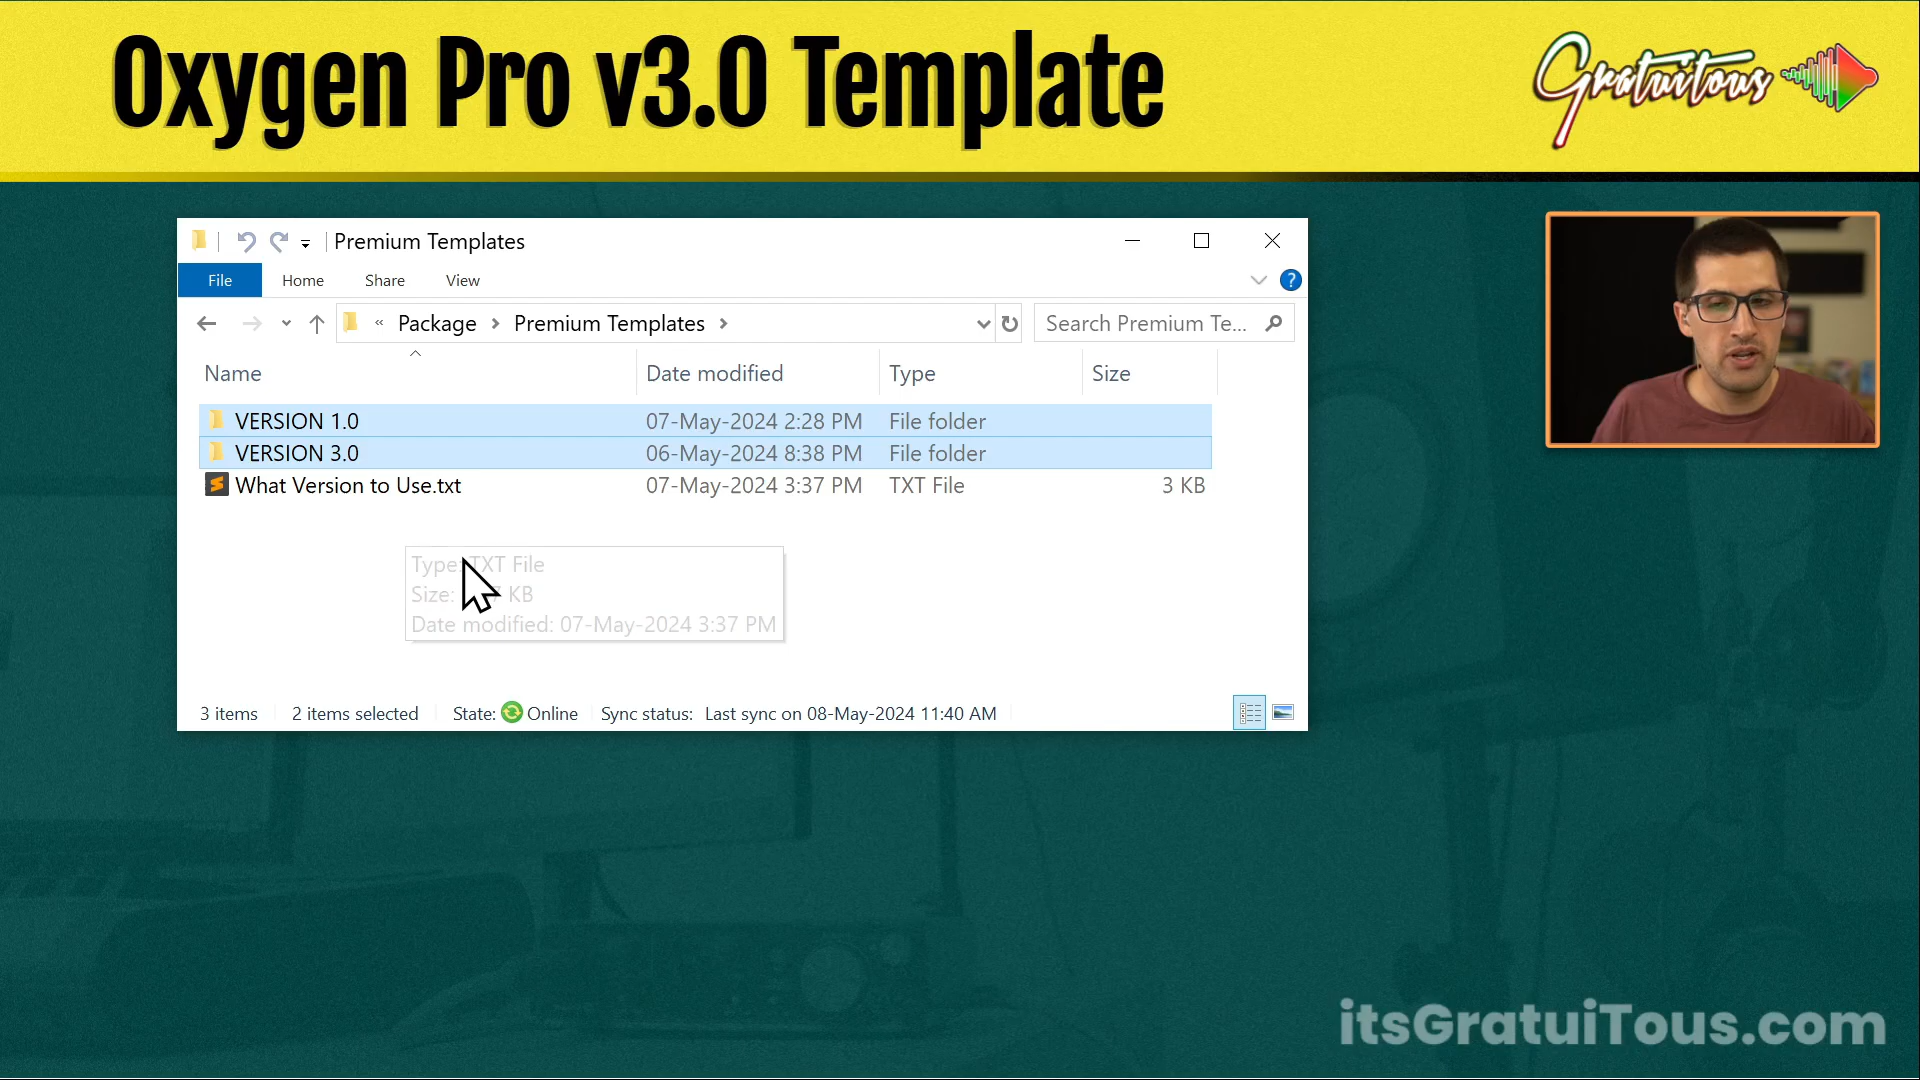 Oxygen Pro v3.0 Template
Gratuitous
Premium Templates
File Home Share View
?
« Package > Premium Templates >
Search Premium Te...
Name Date modified Type Size
VERSION 1.0 07-May-2024 2:28 PM File folder
VERSION 3.0 06-May-2024 8:38 PM File folder
What Version to Use.txt 07-May-2024 3:37 PM TXT File 3 KB
Type: TXT File
Size: KB
Date modified: 07-May-2024 3:37 PM
3 items 2 items selected State: Online Sync status: Last sync on 08-May-2024 11:40 AM
itsGratuiTous.com